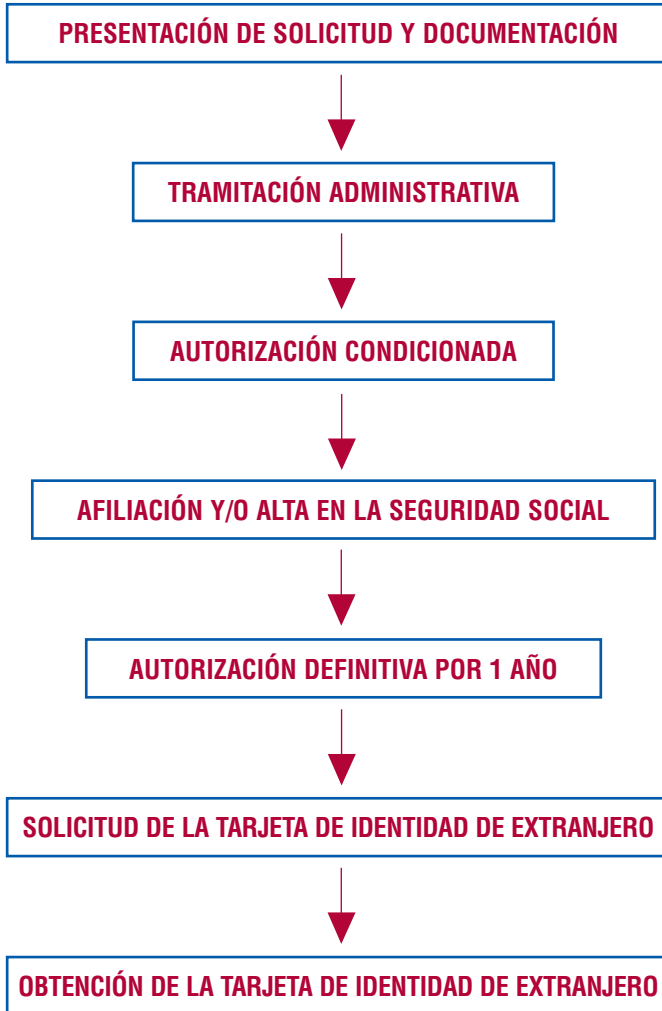 PRESENTACIÓN DE SOLICITUD Y DOCUMENTACIÓN
TRAMITACIÓN ADMINISTRATIVA
AUTORIZACIÓN CONDICIONADA
AFILIACIÓN Y/O ALTA EN LA SEGURIDAD SOCIAL
AUTORIZACIÓN DEFINITIVA POR 1 AÑO
SOLICITUD DE LA TARJETA DE IDENTIDAD DE EXTRANJERO
OBTENCIÓN DE LA TARJETA DE IDENTIDAD DE EXTRANJERO